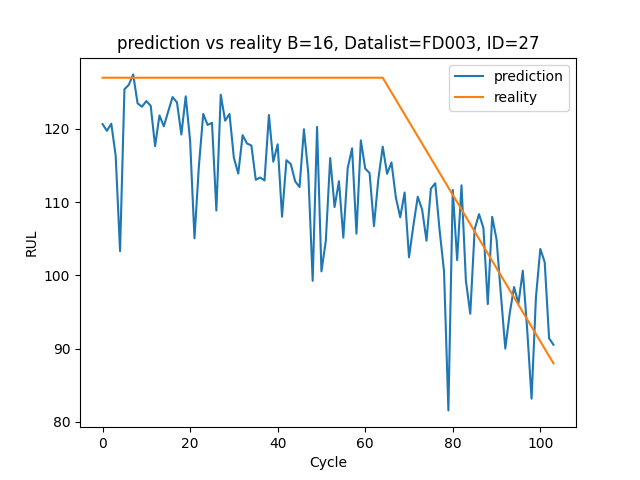 prediction vs reality B=16, Datalist=FD003, ID=27
prediction
reality
RUL
120
110
100
90
80
0 20 40 60 80 100
Cycle